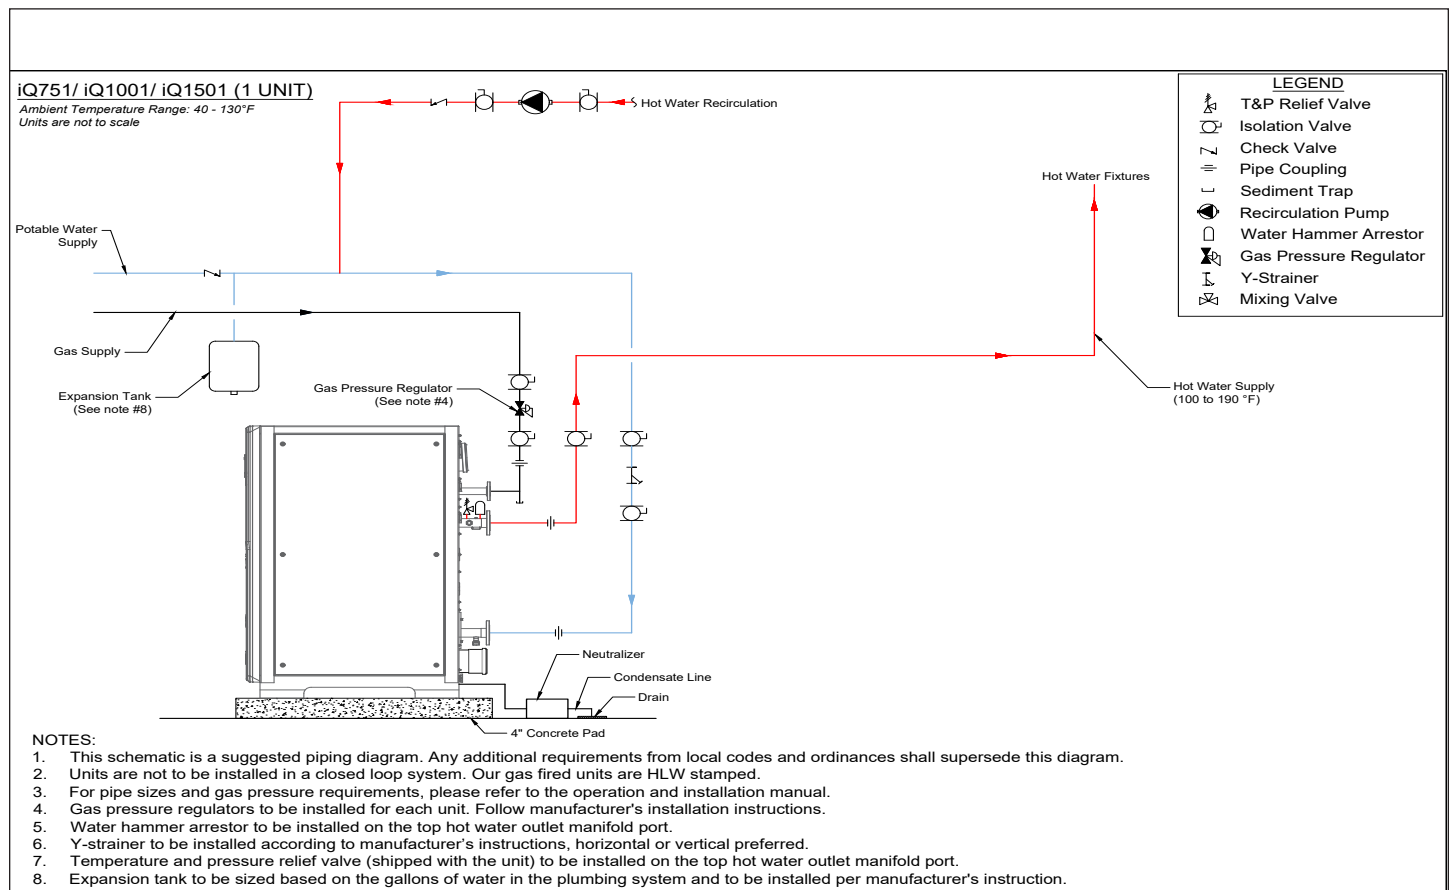 iQ751/ iQ1001/ iQ1501 (1 UNIT)
Ambient Temperature Range: 40 - 130°F
Units are not to scale
Hot Water Recirculation
LEGEND
T&P Relief Valve
Isolation Valve
Check Valve
Pipe Coupling
Sediment Trap
Recirculation Pump
Water Hammer Arrestor
Gas Pressure Regulator
Y-Strainer
Mixing Valve
Hot Water Fixtures
Potable Water
Supply
Gas Supply
Expansion Tank
(See note #8)
Gas Pressure Regulator
(See note #4)
Hot Water Supply
(100 to 190 °F)
Neutralizer
Condensate Line
Drain
4" Concrete Pad
NOTES:
1. This schematic is a suggested piping diagram. Any additional requirements from local codes and ordinances shall supersede this diagram.
2. Units are not to be installed in a closed loop system. Our gas fired units are HLW stamped.
3. For pipe sizes and gas pressure requirements, please refer to the operation and installation manual.
4. Gas pressure regulators to be installed for each unit. Follow manufacturer's installation instructions.
5. Water hammer arrestor to be installed on the top hot water outlet manifold port.
6. Y-strainer to be installed according to manufacturer's instructions, horizontal or vertical preferred.
7. Temperature and pressure relief valve (shipped with the unit) to be installed on the top hot water outlet manifold port.
8. Expansion tank to be sized based on the gallons of water in the plumbing system and to be installed per manufacturer's instruction.